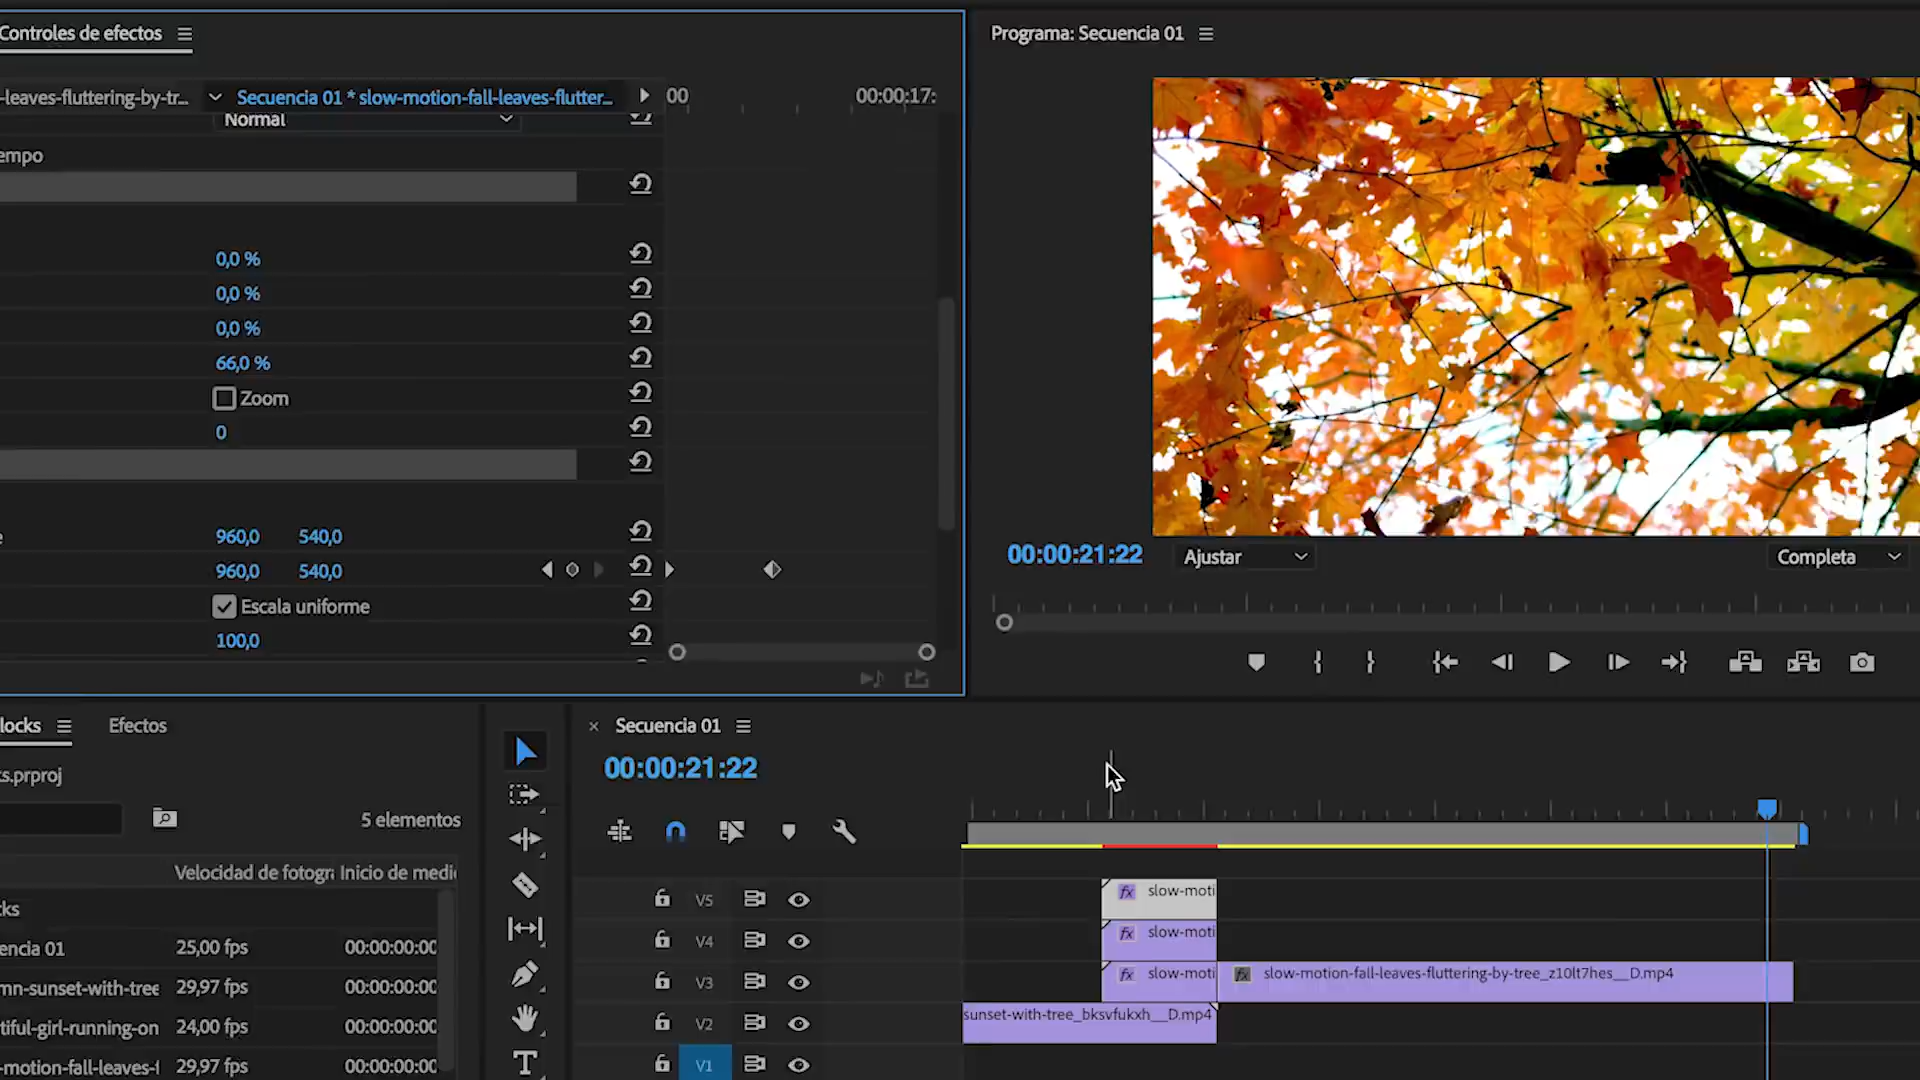 Controles de efectos
-leaves-fluttering-by-tr...
Secuencia 01 * slow-motion-fall-leaves-flutter...
00
00:00:17:
Normal
empo
0,0 %
0,0 %
0,0 %
66,0 %
Zoom
0
e
960,0 540,0
960,0 540,0
Escala uniforme
100,0
Programa: Secuencia 01
00:00:21:22
Ajustar
Completa
locks
Efectos
s.prproj
5 elementos
Velocidad de fotogra
Inicio de medi
cks
encia 01 25,00 fps 00:00:00:00
mn-sunset-with-tree 29,97 fps 00:00:00:00
tiful-girl-running-on 24,00 fps 00:00:00:00
-motion-fall-leaves-f 29,97 fps 00:00:00:00
T
× Secuencia 01
00:00:21:22
V5
fx slow-moti
V4
fx slow-moti
V3
fx slow-moti
fx slow-motion-fall-leaves-fluttering-by-tree_z10lt7hes__D.mp4
V2
sunset-with-tree_bksvfukxh__D.mp4
V1